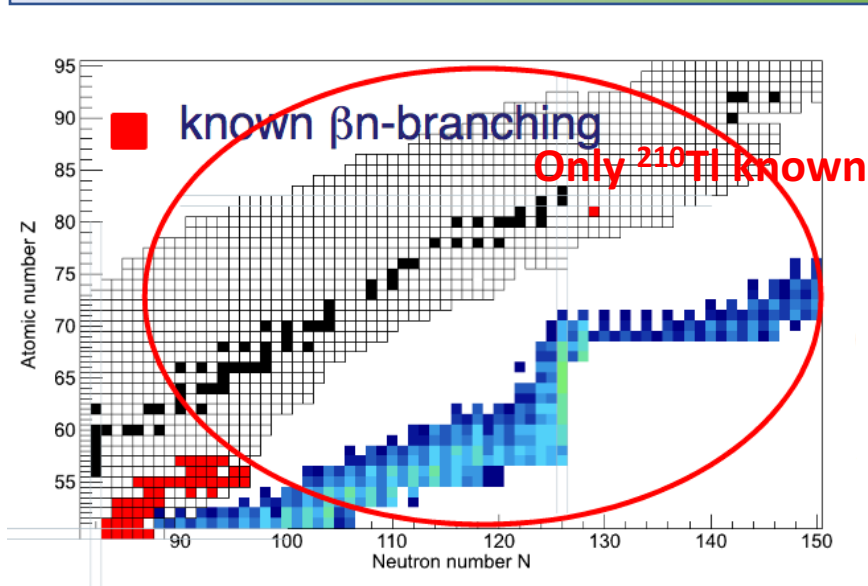 known βn-branching
Only ²¹⁰Tl known
95
90
85
80
75
70
65
60
55
Atomic number Z
90 100 110 120 130 140 150
Neutron number N